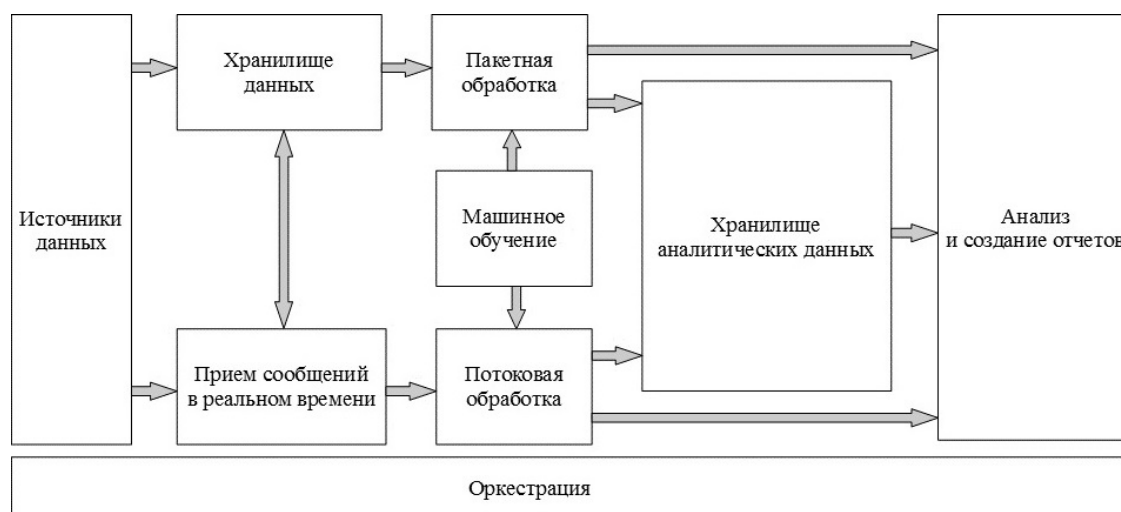 Источники
данных
Хранилище
данных
Пакетная
обработка
Машинное
обучение
Прием сообщений
в реальном времени
Потоковая
обработка
Хранилище
аналитических данных
Анализ
и создание отчетов
Оркестрация